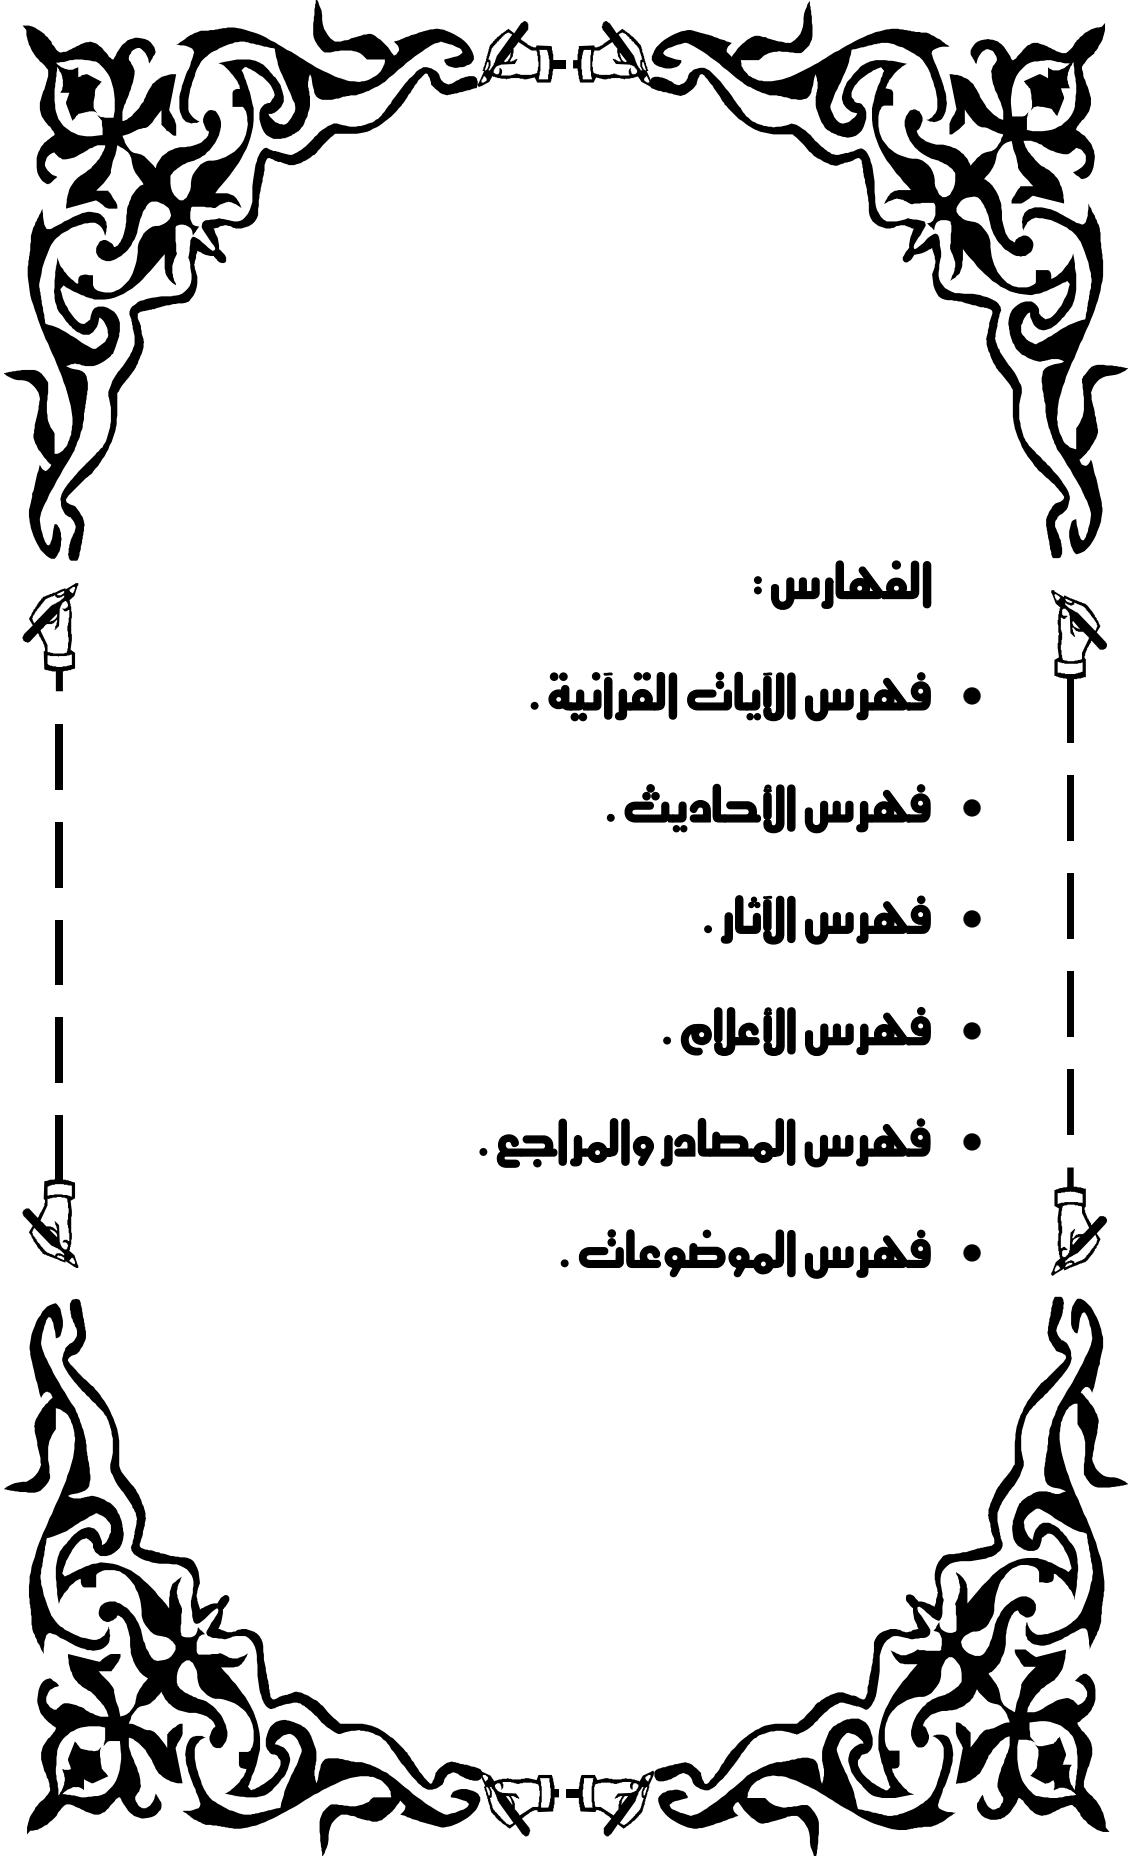 الفهارس :
• فهرس الآيات القرآنية .
• فهرس الأحاديث .
• فهرس الآثار .
• فهرس الأعلام .
• فهرس المصادر والمراجع .
• فهرس الموضوعات .